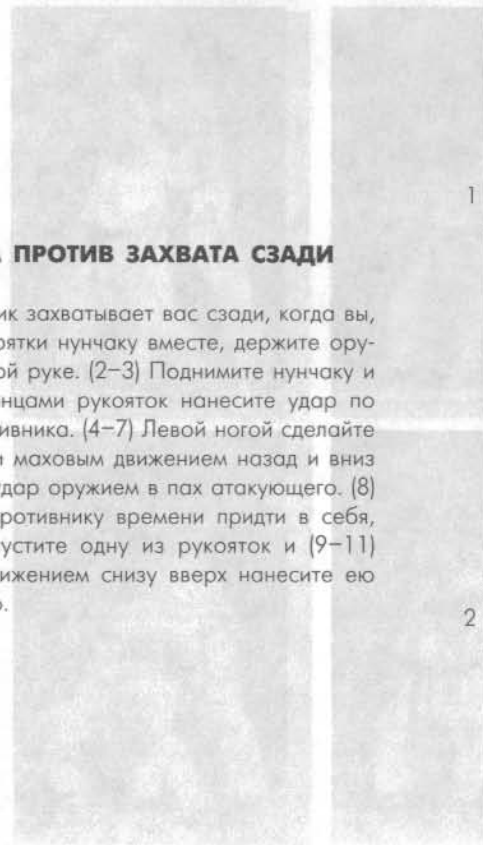 ПРОТИВ ЗАХВАТА СЗАДИ
ик захватывает вас сзади, когда вы,
оятки нунчаку вместе, держите ору-
ой руке. (2–3) Поднимите нунчаку и
нцами рукояток нанесите удар по
ивника. (4–7) Левой ногой сделайте
и маховым движением назад и вниз
удар оружием в пах атакующего. (8)
ротивнику времени придти в себя,
устите одну из рукояток и (9–11)
ижением снизу вверх нанесите ею
1
2